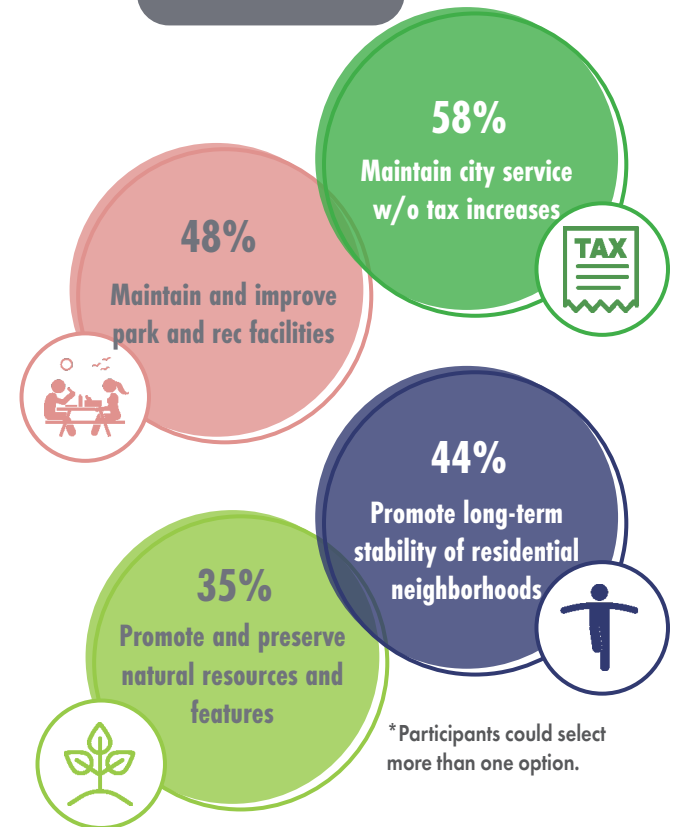 58%
Maintain city service
w/o tax increases
TAX
48%
Maintain and improve
park and rec facilities
44%
Promote long-term
stability of residential
neighborhoods
35%
Promote and preserve
natural resources and
features
*Participants could select
more than one option.